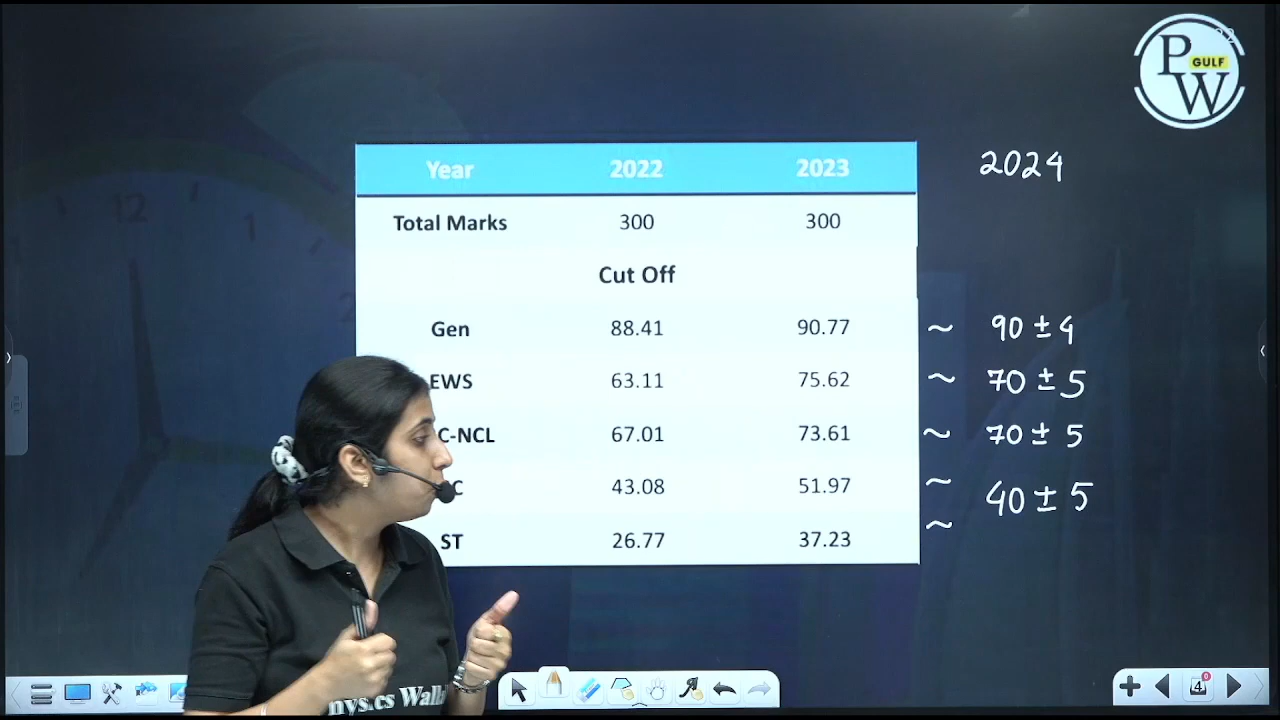 P GULF W
Year 2022 2023 2024
Total Marks 300 300
Cut Off
Gen 88.41 90.77 ~ 90 ± 4
EWS 63.11 75.62 ~ 70 ± 5
C-NCL 67.01 73.61 ~ 70 ± 5
C 43.08 51.97 ~ 40 ± 5
ST 26.77 37.23 ~
12
1
4